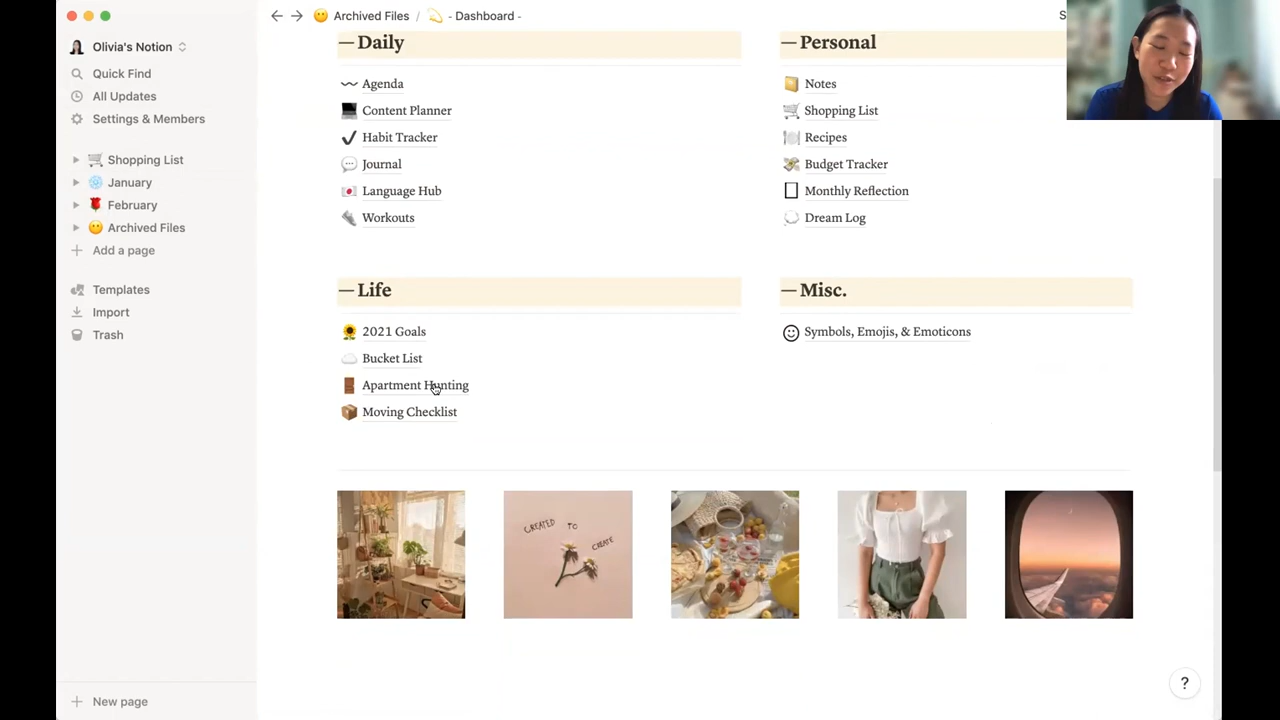 Archived Files / - Dashboard -
S
Olivia's Notion
Quick Find
All Updates
Settings & Members
Shopping List
January
February
Archived Files
Add a page
Templates
Import
Trash
New page
— Daily
Agenda
Content Planner
Habit Tracker
Journal
Language Hub
Workouts
— Personal
Notes
Shopping List
Recipes
Budget Tracker
Monthly Reflection
Dream Log
— Life
2021 Goals
Bucket List
Apartment Hunting
Moving Checklist
— Misc.
Symbols, Emojis, & Emoticons
CREATED TO
CREATE
?